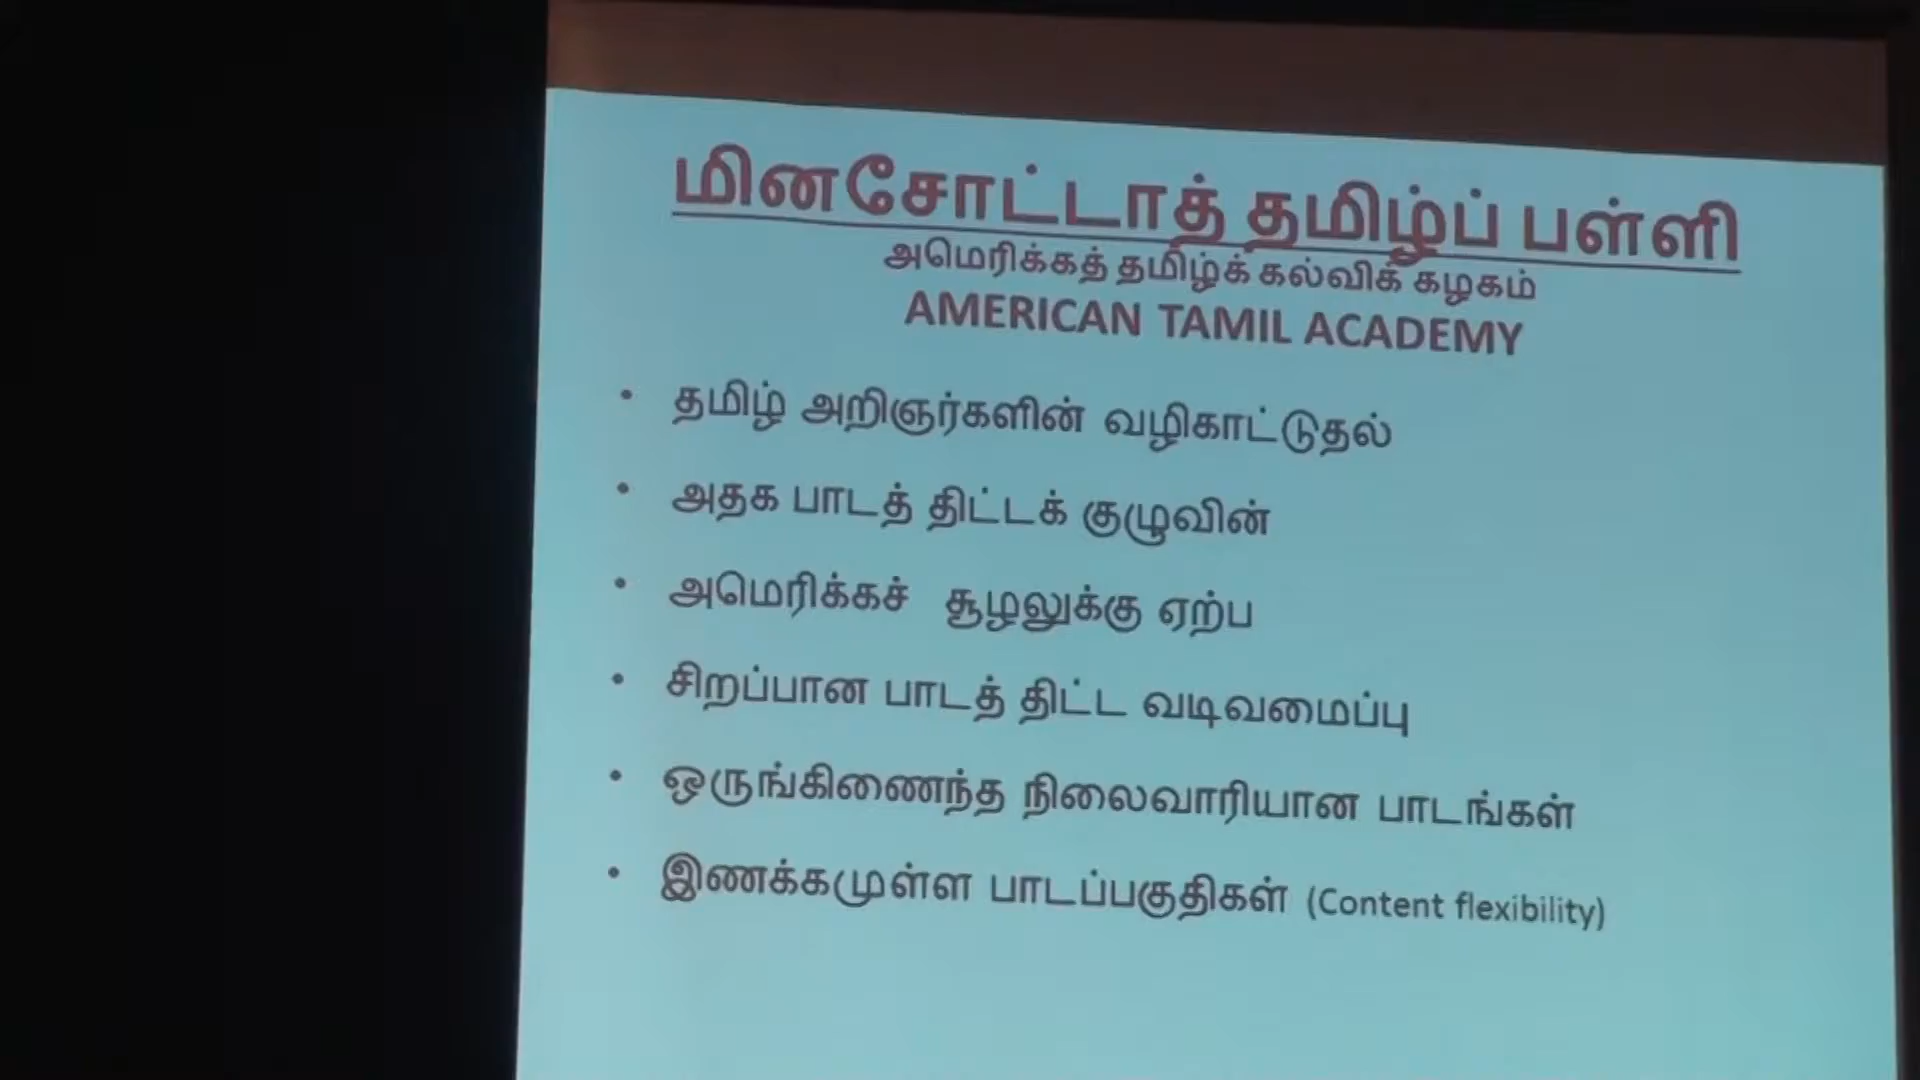 மினசோட்டாத் தமிழ்ப் பள்ளி
அமெரிக்கத் தமிழ்க் கல்விக் கழகம்
AMERICAN TAMIL ACADEMY
• தமிழ் அறிஞர்களின் வழிகாட்டுதல்
• அதக பாடத் திட்டக் குழுவின்
• அமெரிக்கச் சூழலுக்கு ஏற்ப
• சிறப்பான பாடத் திட்ட வடிவமைப்பு
• ஒருங்கிணைந்த நிலைவாரியான பாடங்கள்
• இணக்கமுள்ள பாடப்பகுதிகள் (Content flexibility)